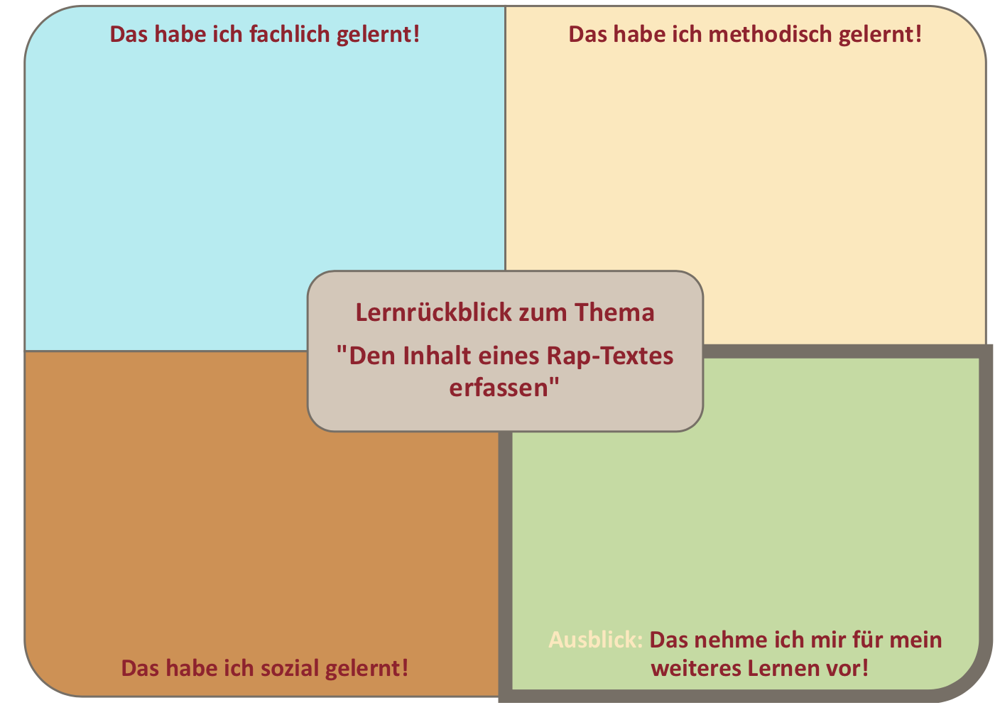 Das habe ich fachlich gelernt!
Das habe ich methodisch gelernt!
Lernrückblick zum Thema
"Den Inhalt eines Rap-Textes
erfassen"
Das habe ich sozial gelernt!
Ausblick: Das nehme ich mir für mein
weiteres Lernen vor!